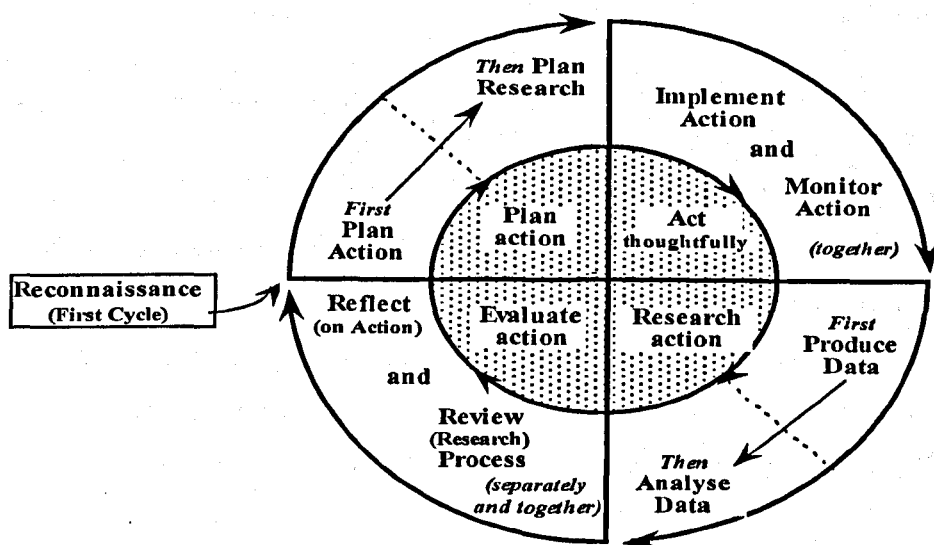 Then Plan
Research
First
Plan
Action
Implement
Action
and
Monitor
Action
(together)
Plan
action
Act
thoughtfully
Reconnaissance
(First Cycle)
Reflect
(on Action)
and
Review
(Research)
Process
(separately
and together)
Evaluate
action
Research
action
First
Produce
Data
Then
Analyse
Data